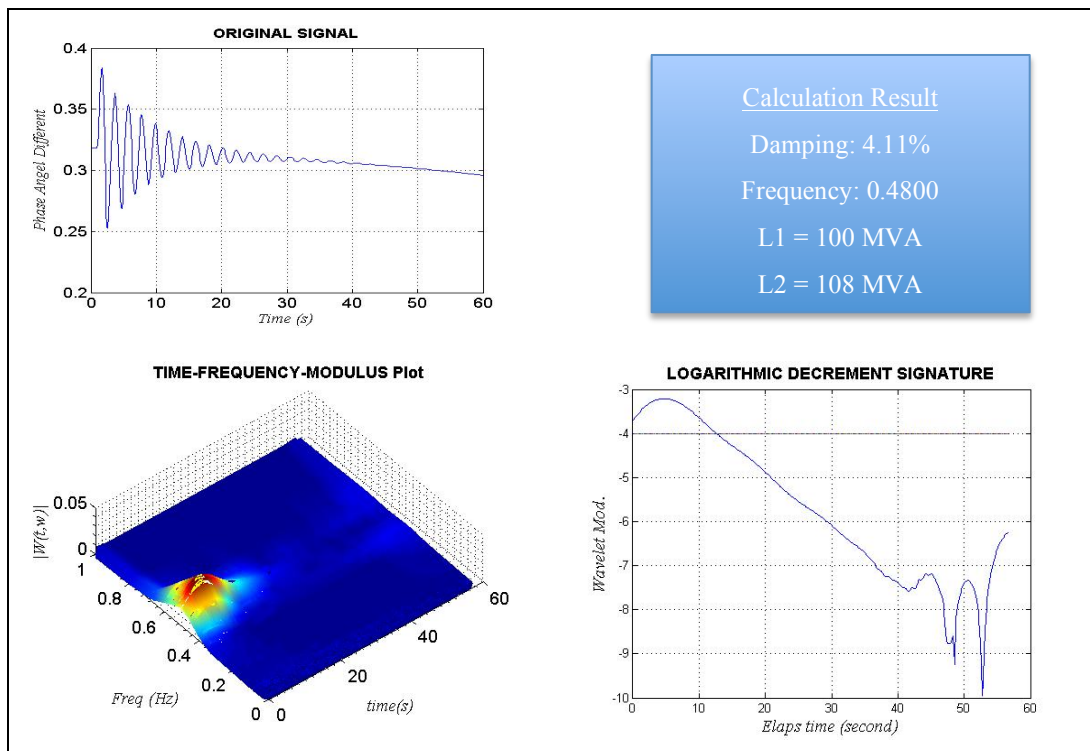 ORIGINAL SIGNAL
0.4
0.35
0.3
0.25
0.2
Phase Angel Different
0 10 20 30 40 50 60
Time (s)
Calculation Result
Damping: 4.11%
Frequency: 0.4800
L1 = 100 MVA
L2 = 108 MVA
TIME-FREQUENCY-MODULUS Plot
|W(t,w)|
0.05
0
1
0.8
0.6
0.4
0.2
0
Freq (Hz)
0
20
40
60
time(s)
LOGARITHMIC DECREMENT SIGNATURE
-3
-4
-5
-6
-7
-8
-9
-10
Wavelet Mod.
0 10 20 30 40 50 60
Elaps time (second)